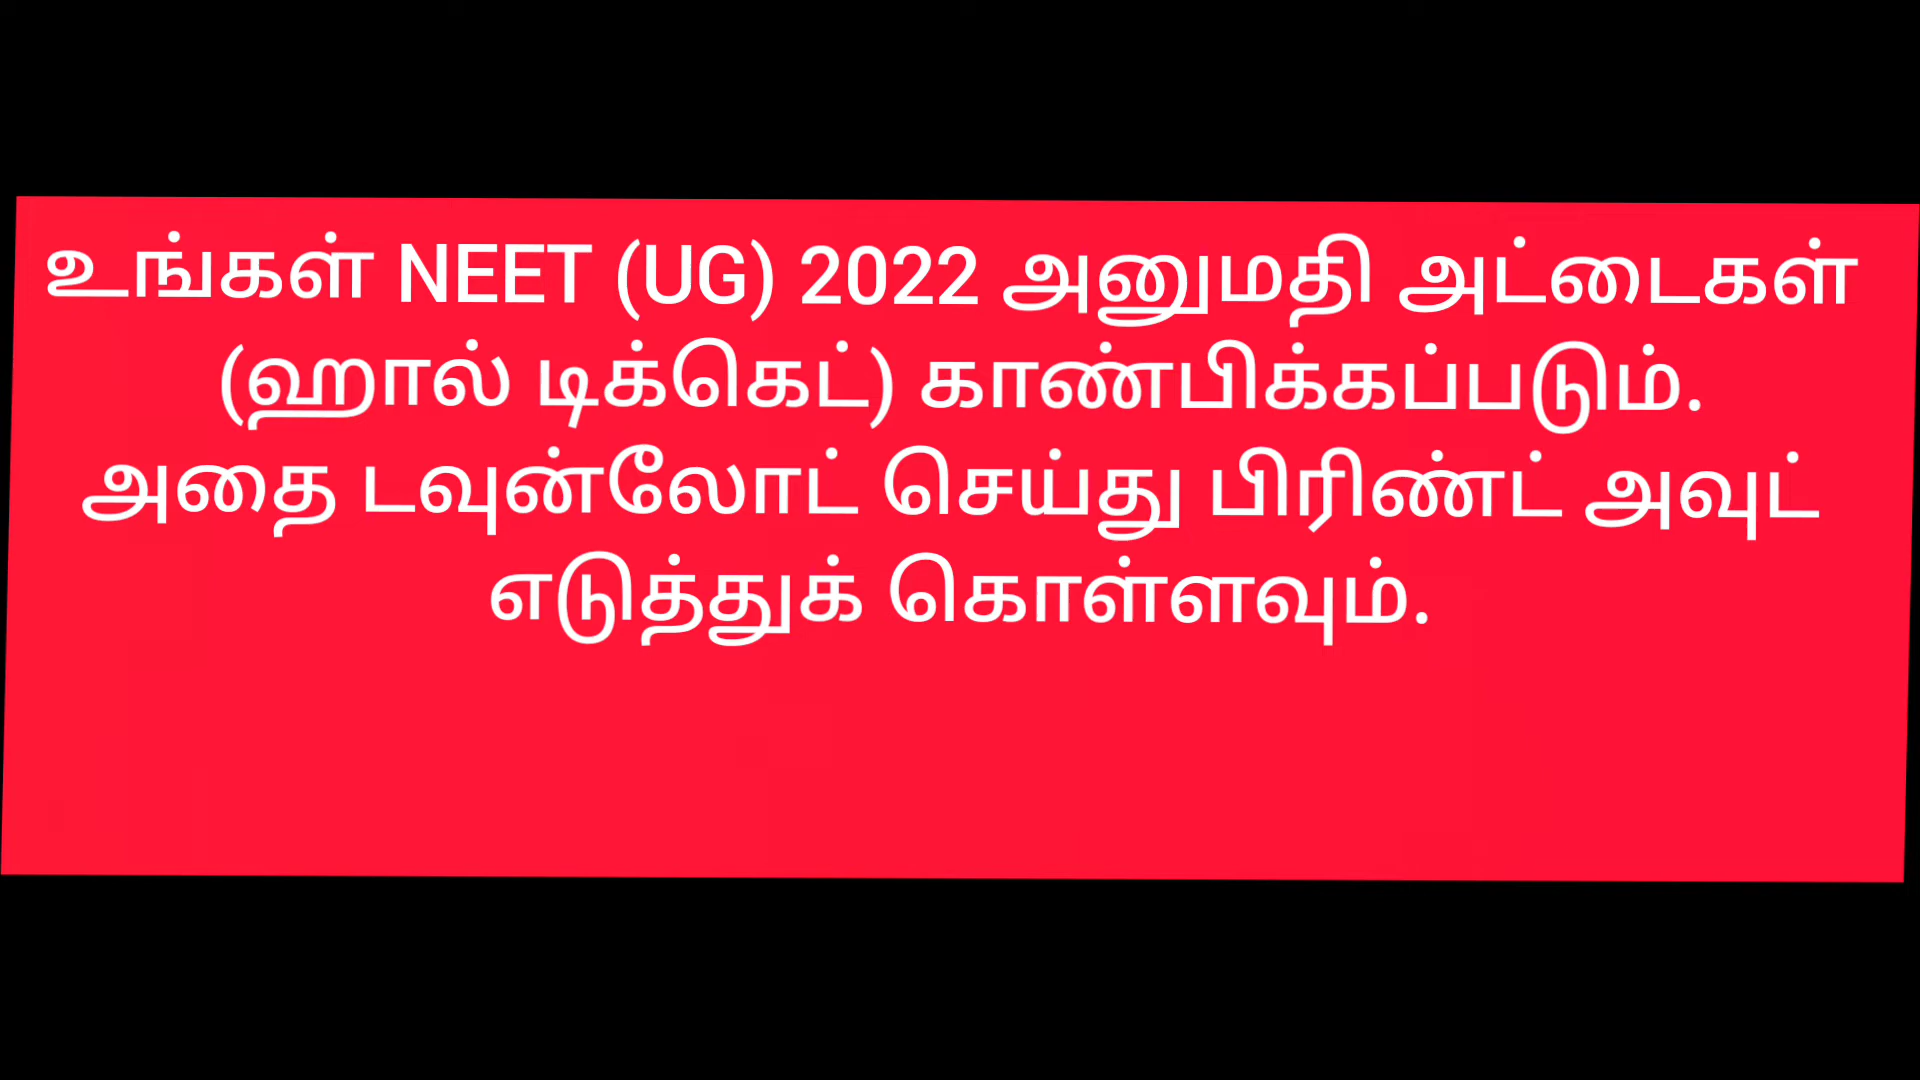 உங்கள் NEET (UG) 2022 அனுமதி அட்டைகள்
(ஹால் டிக்கெட்) காண்பிக்கப்படும்.
அதை டவுன்லோட் செய்து பிரிண்ட் அவுட்
எடுத்துக் கொள்ளவும்.